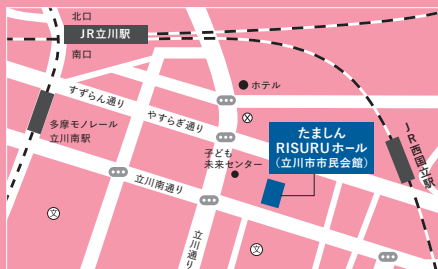 北口
JR立川駅
南口
ホテル
すずらん通り
やすらぎ通り
多摩モノレール
立川南駅
たましん
RISURUホール
(立川市市民会館)
JR西国立駅
子ども
未来センター
立川南通り
立川通り
文
文